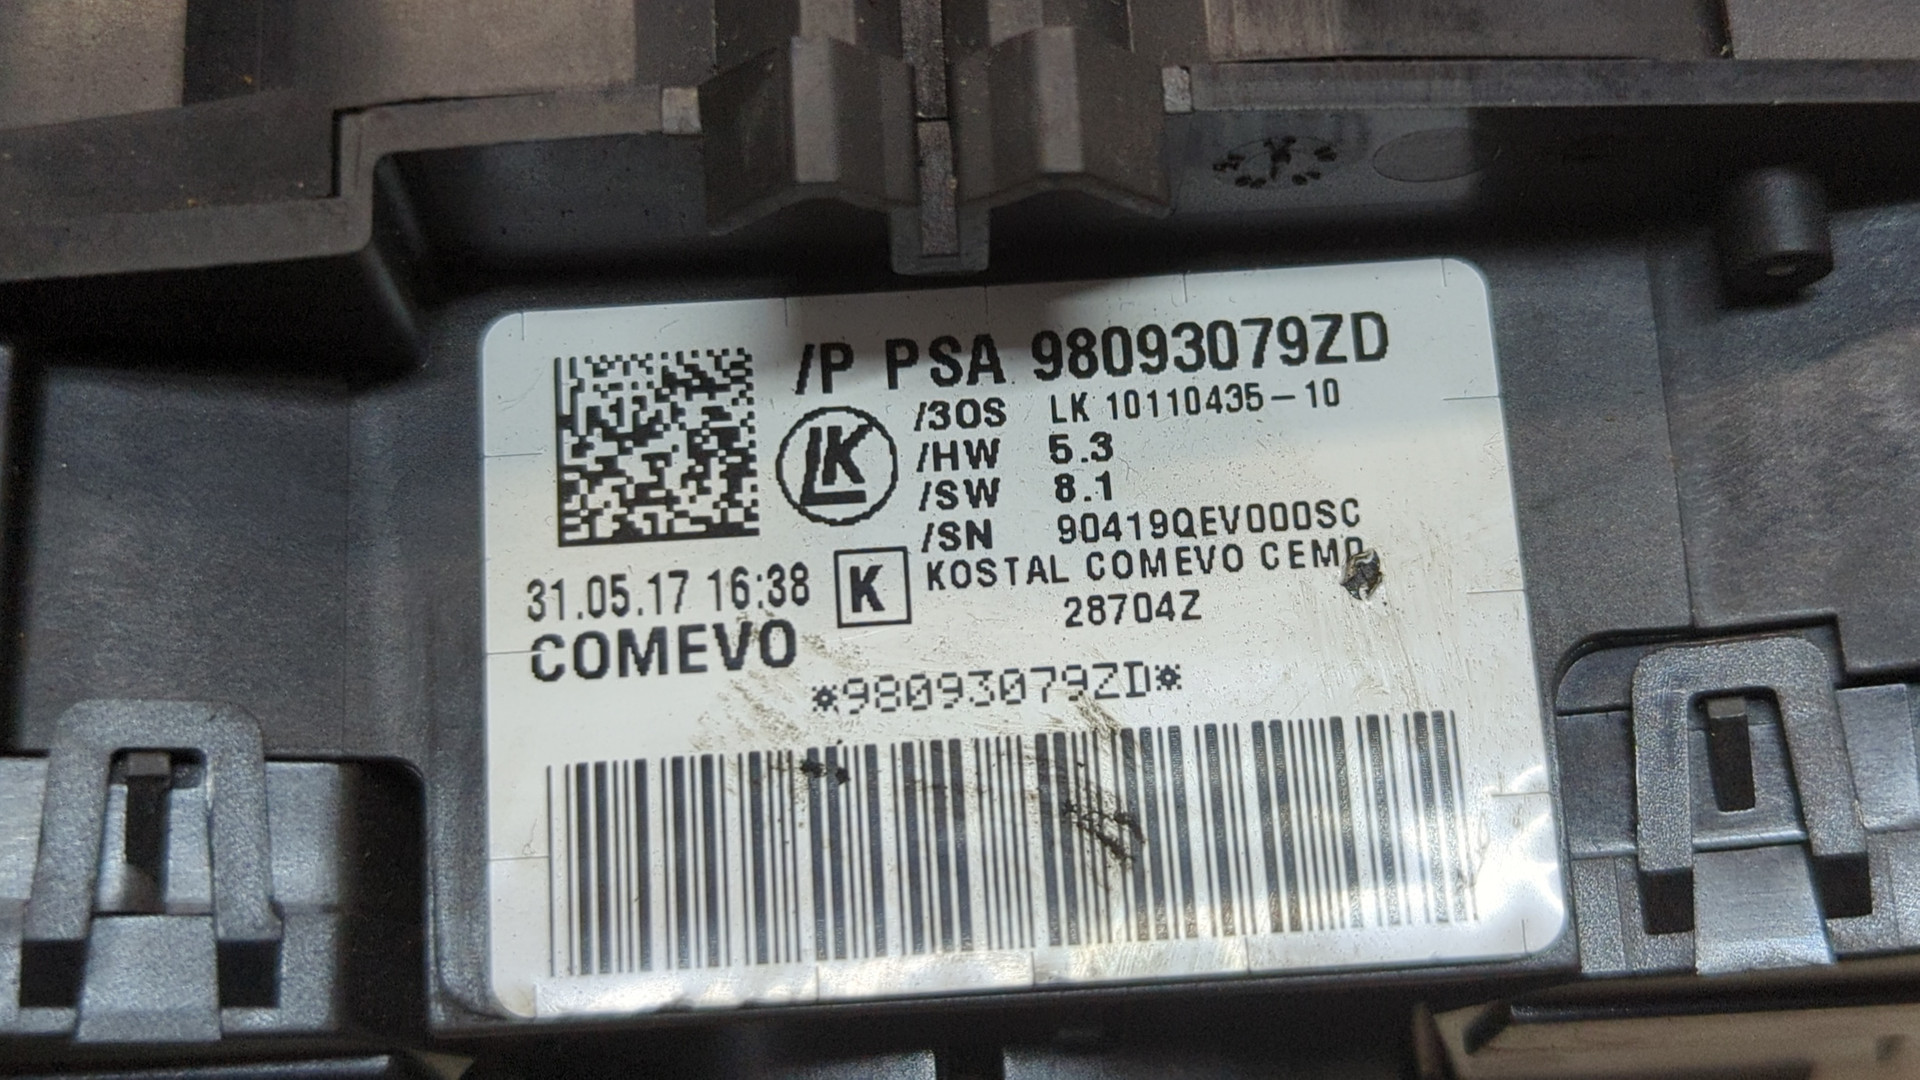 /P PSA 98093079ZD
LK
/3OS LK 10110435-10
/HW 5.3
/SW 8.1
/SN 90419QEV000SC
31.05.17 16:38 K KOSTAL COMEVO CEMP
28704Z
COMEVO
*98093079ZD*